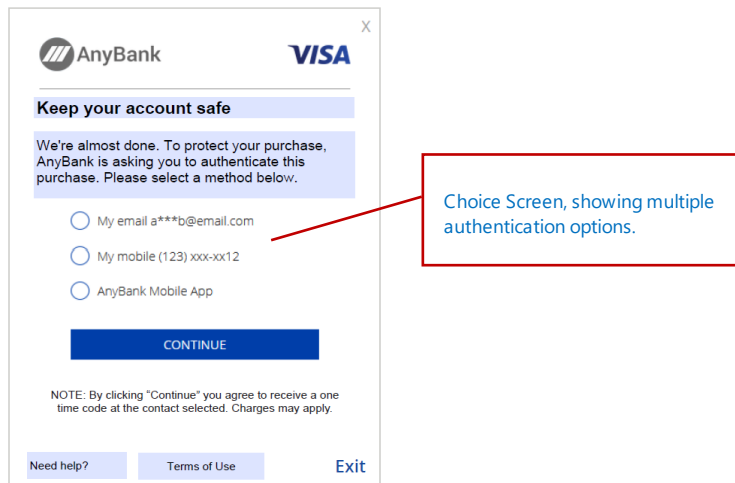 X
AnyBank
VISA
Keep your account safe
We're almost done. To protect your purchase,
AnyBank is asking you to authenticate this
purchase. Please select a method below.
My email a***b@email.com
My mobile (123) xxx-xx12
AnyBank Mobile App
CONTINUE
NOTE: By clicking “Continue” you agree to receive a one
time code at the contact selected. Charges may apply.
Need help?
Terms of Use
Exit
Choice Screen, showing multiple
authentication options.